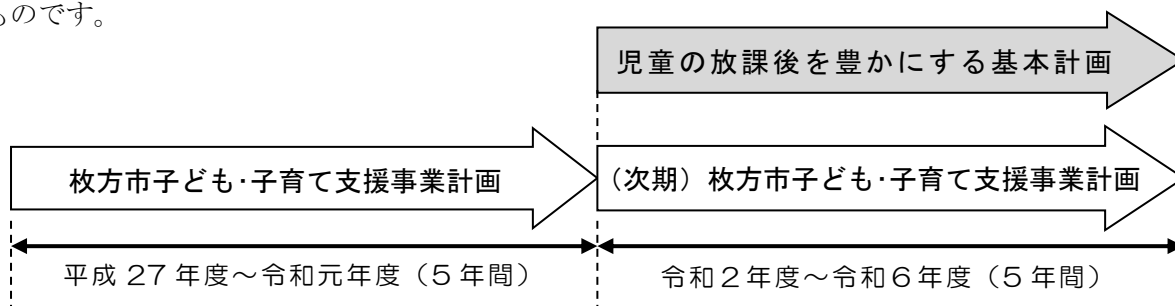 ものです。
児童の放課後を豊かにする基本計画
枚方市子ども･子育て支援事業計画
（次期）枚方市子ども･子育て支援事業計画
平成 27 年度～令和元年度（5 年間）
令和２年度～令和６年度（5 年間）